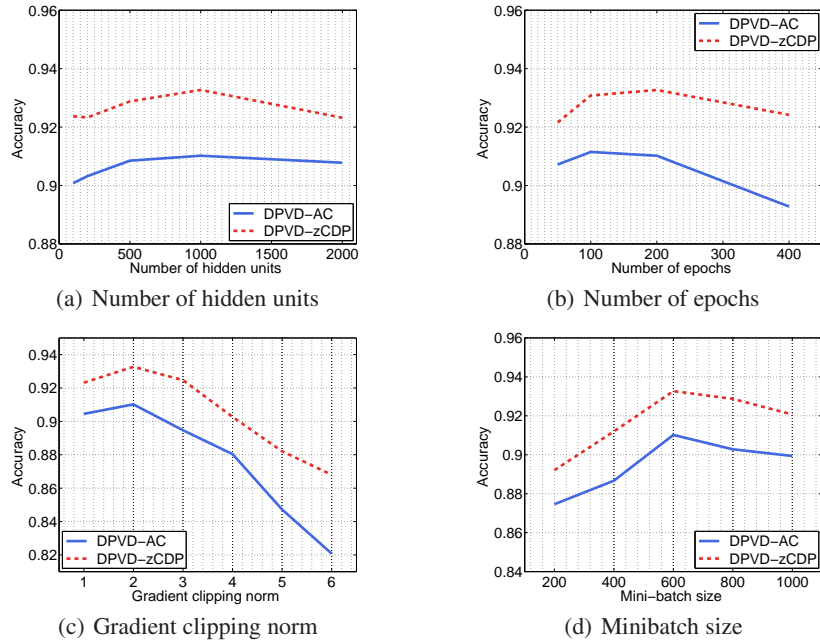 0.96
0.94
0.92
0.9
0.88
Accuracy
DPVD-AC
DPVD-zCDP
0 500 1000 1500 2000
Number of hidden units
(a) Number of hidden units
0.96
0.94
0.92
0.9
0.88
Accuracy
DPVD-AC
DPVD-zCDP
0 100 200 300 400
Number of epochs
(b) Number of epochs
0.94
0.92
0.9
0.88
0.86
0.84
0.82
Accuracy
DPVD-AC
DPVD-zCDP
1 2 3 4 5 6
Gradient clipping norm
(c) Gradient clipping norm
0.96
0.94
0.92
0.9
0.88
0.86
0.84
Accuracy
DPVD-AC
DPVD-zCDP
200 400 600 800 1000
Mini-batch size
(d) Minibatch size